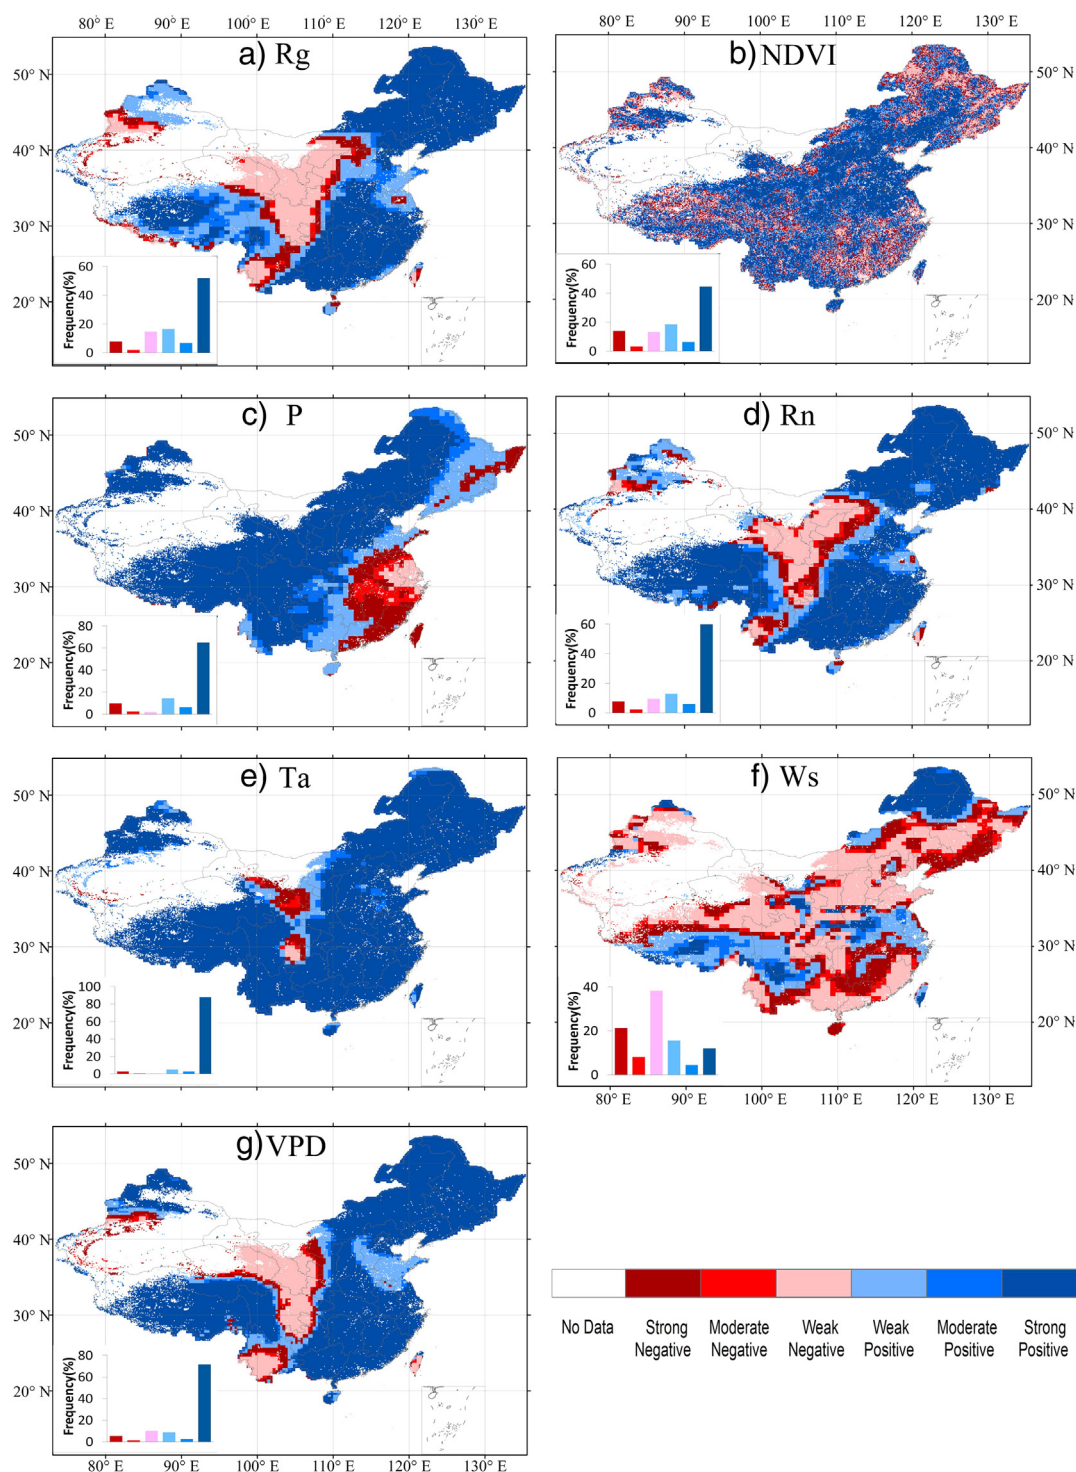 80° E 90° E 100° E 110° E 120° E 130° E
80° E 90° E 100° E 110° E 120° E 130° E
a) Rg
50° N
40° N
30° N
20° N
Frequency(%)
60
40
20
0
b) NDVI
50° N
40° N
30° N
20° N
Frequency(%)
60
40
20
0
c) P
50° N
40° N
30° N
20° N
Frequency(%)
80
60
40
20
0
d) Rn
50° N
40° N
30° N
20° N
Frequency(%)
60
40
20
0
e) Ta
50° N
40° N
30° N
20° N
Frequency(%)
100
80
60
40
20
0
f) Ws
50° N
40° N
30° N
20° N
Frequency(%)
40
20
0
80° E 90° E 100° E 110° E 120° E 130° E
g) VPD
50° N
40° N
30° N
20° N
Frequency(%)
80
60
40
20
0
80° E 90° E 100° E 110° E 120° E 130° E
No Data Strong Moderate Weak Weak Moderate Strong
Negative Negative Negative Positive Positive Positive